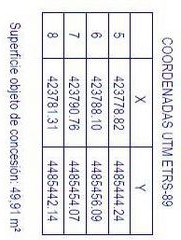 COORDENADAS UTM ETRS-89
X Y
5 423778.82 4485444.24
6 423788.10 4485456.09
7 423790.76 4485454.07
8 423781.31 4485442.14
Superficie objeto de concesión: 49.91 m²